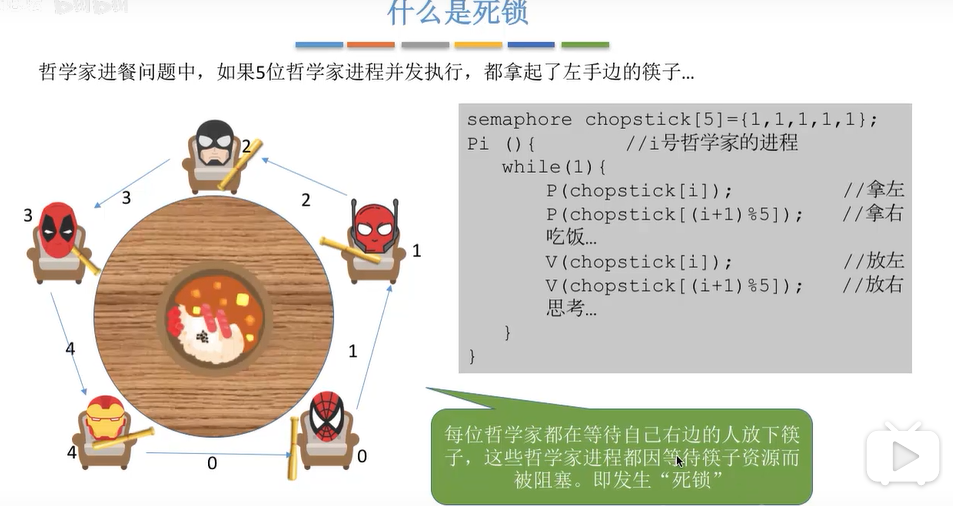 什么是死锁
哲学家进餐问题中，如果5位哲学家进程并发执行，都拿起了左手边的筷子…
semaphore chopstick[5]={1,1,1,1,1};
Pi (){ //i号哲学家的进程
while(1){
P(chopstick[i]); //拿左
P(chopstick[(i+1)%5]); //拿右
吃饭…
V(chopstick[i]); //放左
V(chopstick[(i+1)%5]); //放右
思考…
}
}
2
3
2
3
1
4
1
4
0
0
每位哲学家都在等待自己右边的人放下筷
子，这些哲学家进程都因等待筷子资源而
被阻塞。即发生“死锁”